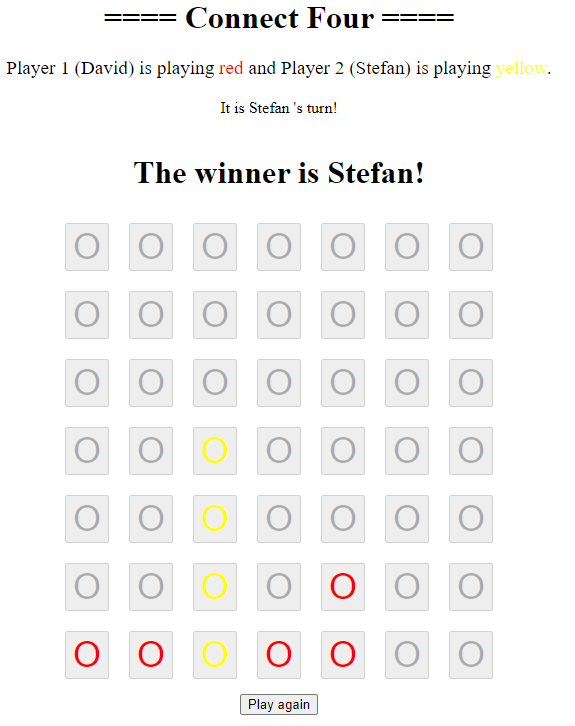 ==== Connect Four ====
Player 1 (David) is playing red and Player 2 (Stefan) is playing yellow.
It is Stefan 's turn!
The winner is Stefan!
O O O O O O O
O O O O O O O
O O O O O O O
O O O O O O O
O O O O O O O
O O O O O O O
O O O O O O O
Play again